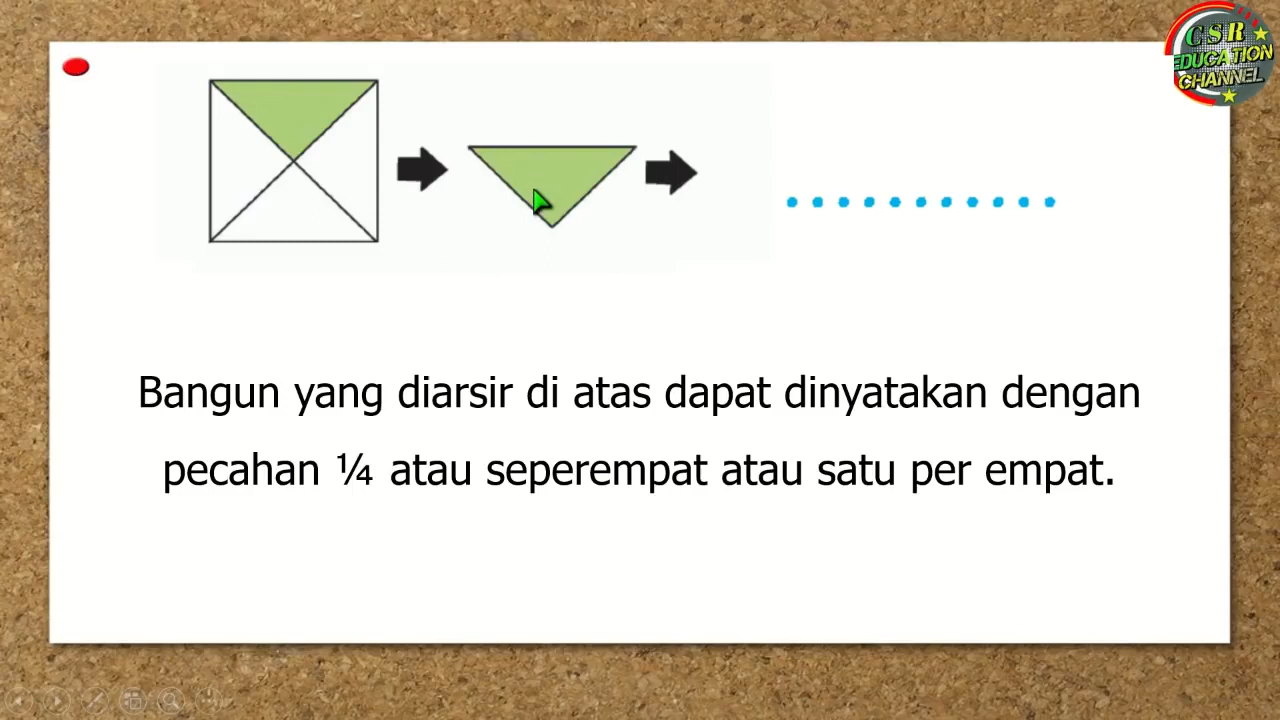 CSR
EDUCATION
CHANNEL
Bangun yang diarsir di atas dapat dinyatakan dengan
pecahan ¼ atau seperempat atau satu per empat.